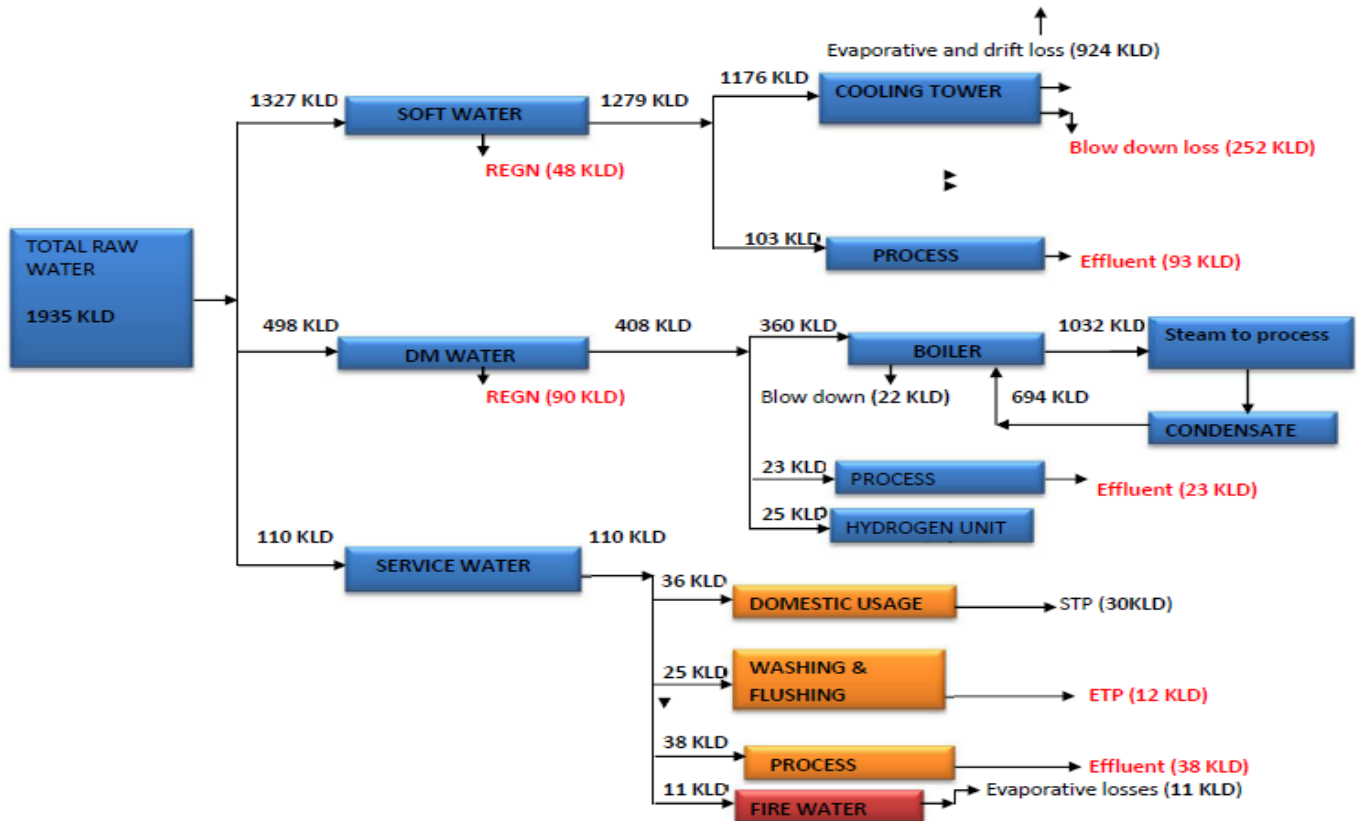 Evaporative and drift loss (924 KLD)
1176 KLD
COOLING TOWER
1327 KLD
SOFT WATER
1279 KLD
Blow down loss (252 KLD)
REGN (48 KLD)
TOTAL RAW
WATER
1935 KLD
103 KLD
PROCESS
Effluent (93 KLD)
498 KLD
DM WATER
408 KLD
360 KLD
BOILER
1032 KLD
Steam to process
REGN (90 KLD)
Blow down (22 KLD)
694 KLD
CONDENSATE
23 KLD
PROCESS
Effluent (23 KLD)
25 KLD
HYDROGEN UNIT
110 KLD
SERVICE WATER
110 KLD
36 KLD
DOMESTIC USAGE
STP (30KLD)
25 KLD
WASHING &
FLUSHING
ETP (12 KLD)
38 KLD
PROCESS
Effluent (38 KLD)
11 KLD
FIRE WATER
Evaporative losses (11 KLD)